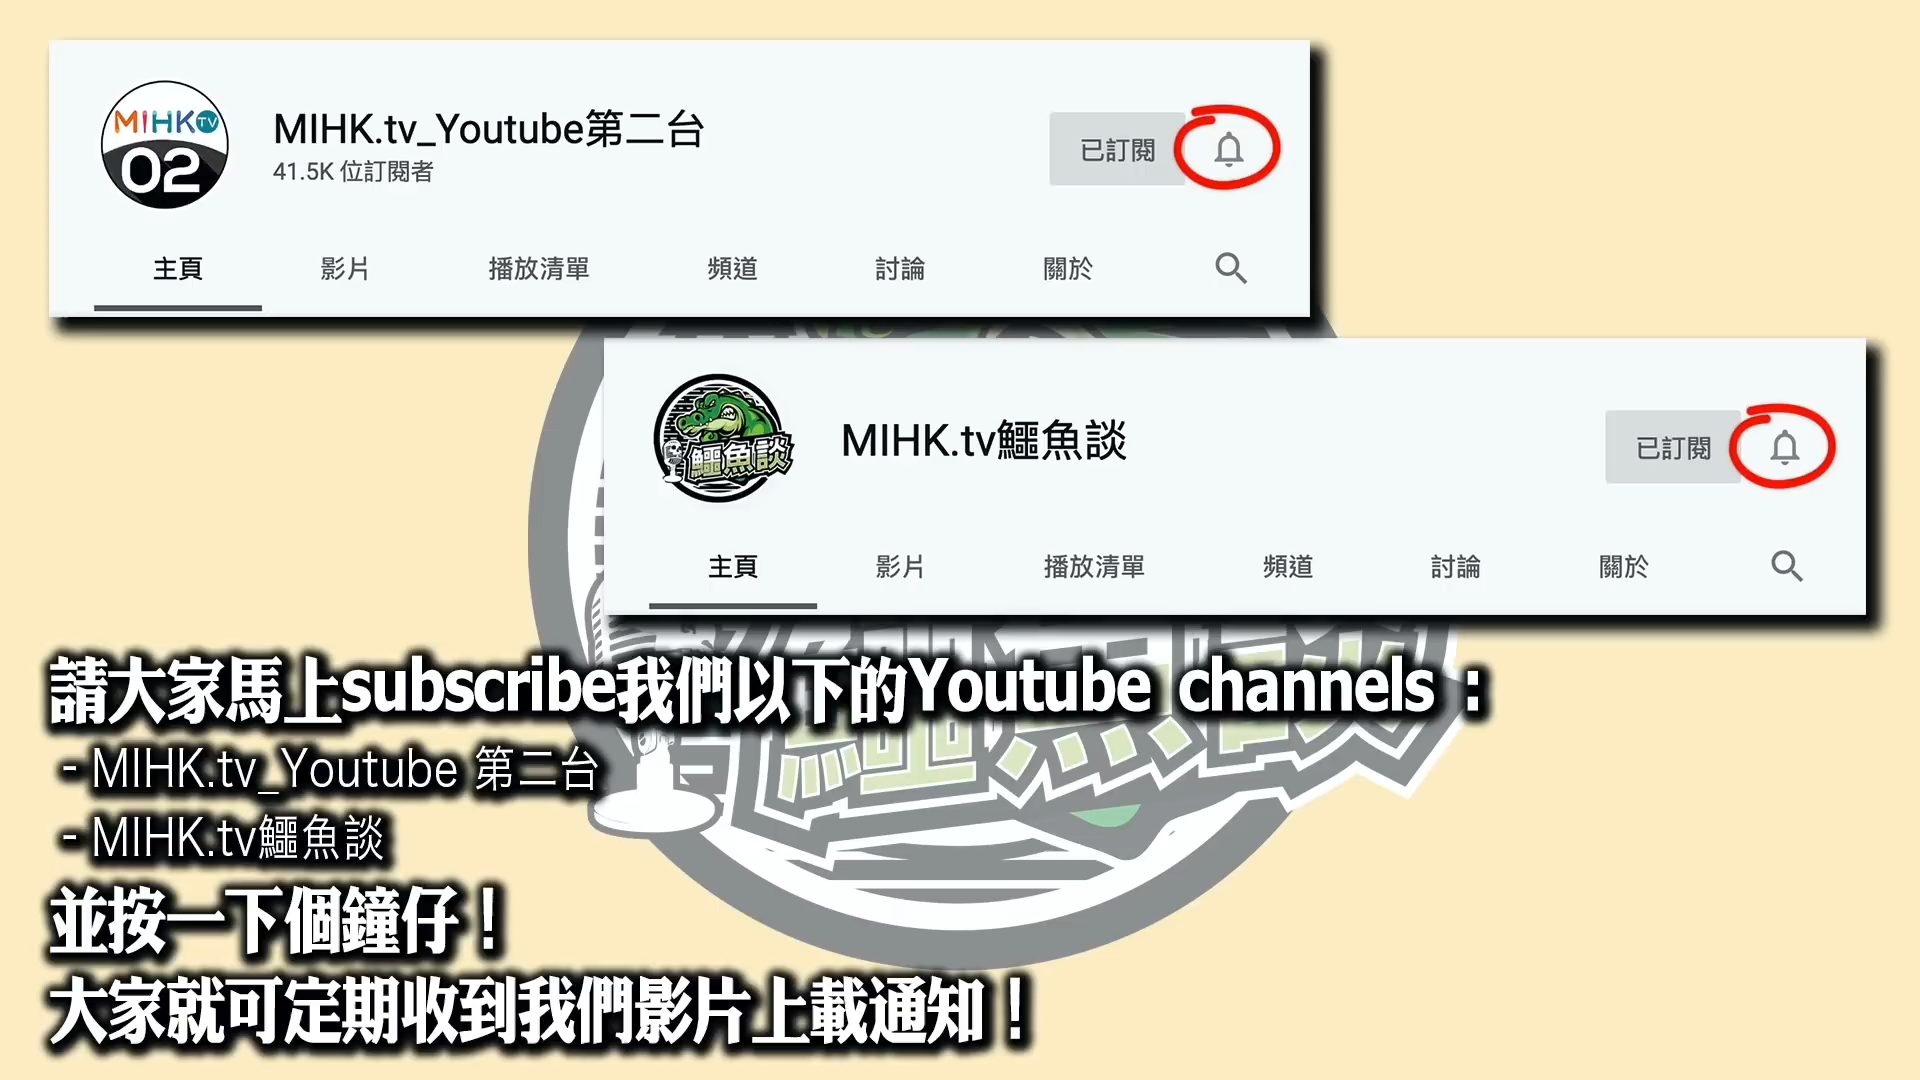 MIHK TV
02
MIHK.tv_Youtube第二台
41.5K 位訂閱者
已訂閱
主頁 影片 播放清單 頻道 討論 關於
鱷魚談
MIHK.tv鱷魚談
已訂閱
主頁 影片 播放清單 頻道 討論 關於
請大家馬上subscribe我們以下的Youtube channels：
- MIHK.tv_Youtube 第二台
- MIHK.tv鱷魚談
並按一下個鐘仔！
大家就可定期收到我們影片上載通知！
鱷魚談